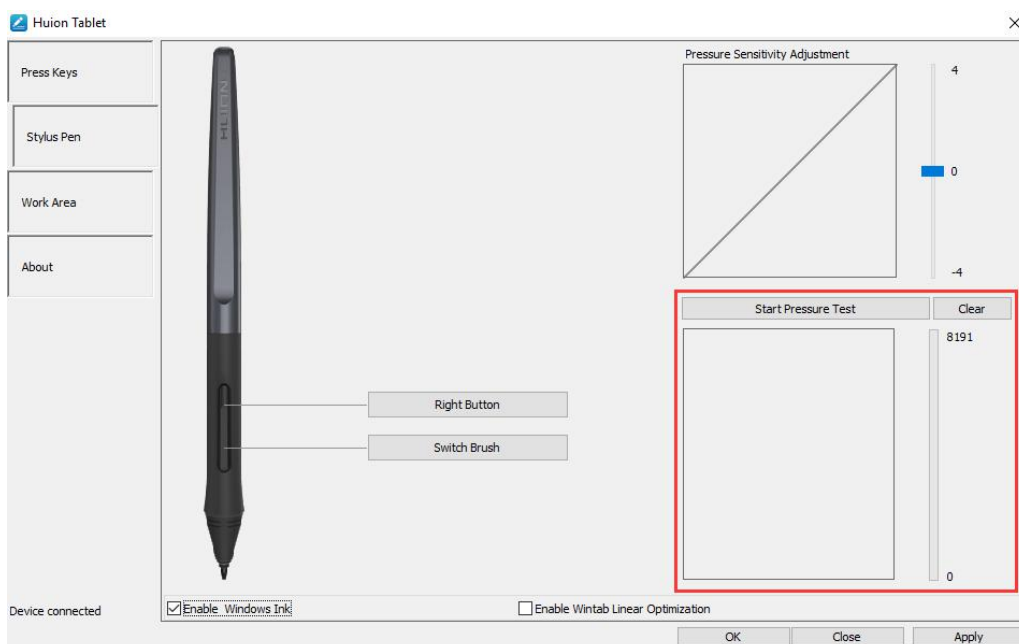 Huion Tablet
Press Keys
Stylus Pen
Work Area
About
Device connected
HUION
Right Button
Switch Brush
Pressure Sensitivity Adjustment
4
0
-4
Start Pressure Test
Clear
8191
0
Enable Windows Ink
Enable Wintab Linear Optimization
OK
Close
Apply